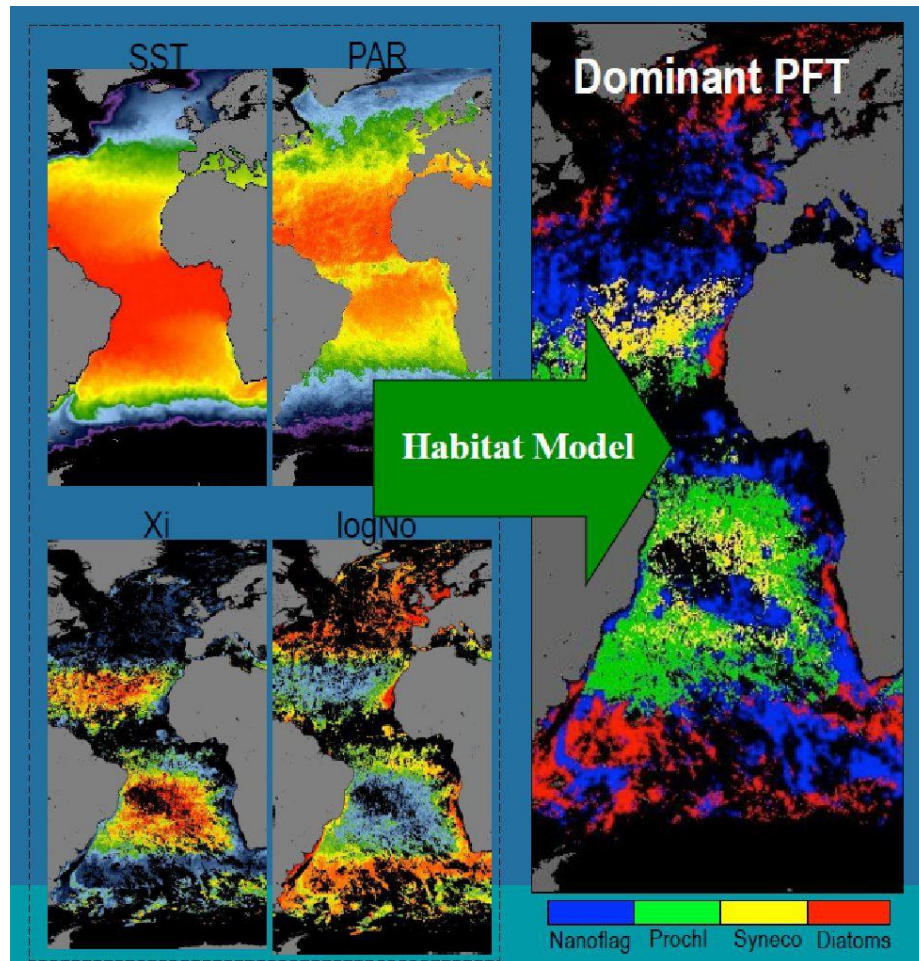 SST
PAR
Dominant PFT
Habitat Model
Xi
logNo
Nanoflag
Prochl
Syneco
Diatoms